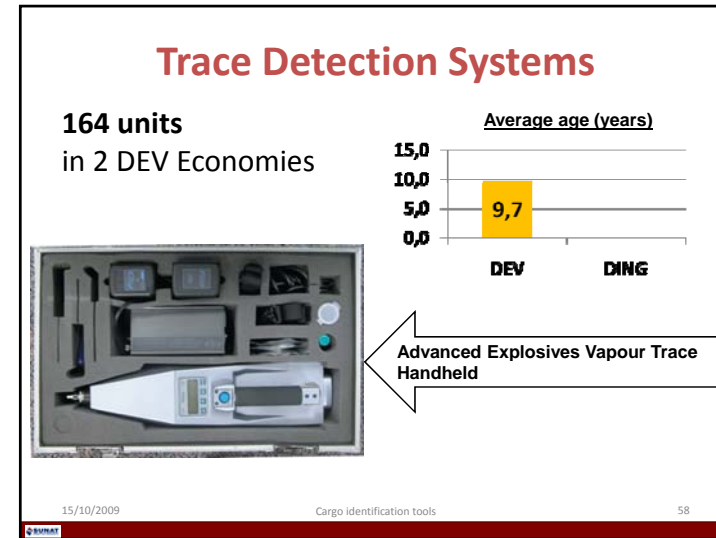 Trace Detection Systems
164 units
in 2 DEV Economies
Average age (years)
15,0
10,0
5,0
0,0
9,7
DEV DING
Advanced Explosives Vapour Trace
Handheld
15/10/2009 Cargo identification tools 58
SUNAT